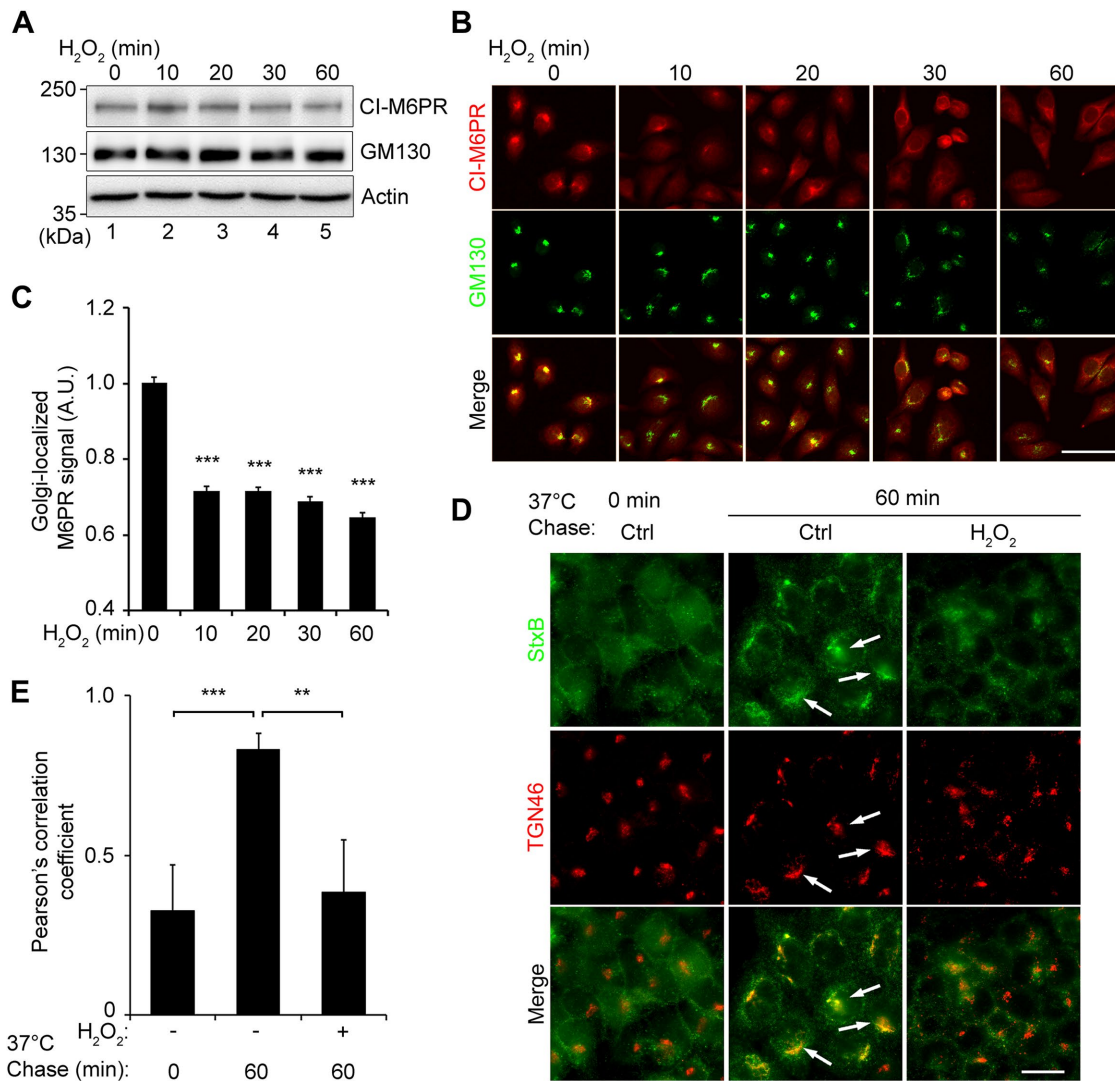 A
H₂O₂ (min)
0 10 20 30 60
250
CI-M6PR
130
GM130
Actin
35
(kDa) 1 2 3 4 5
B
H₂O₂ (min) 0 10 20 30 60
CI-M6PR
GM130
Merge
C
Golgi-localized
M6PR signal (A.U.)
1.2
1.0
0.8
0.6
0.4
*** *** *** ***
H₂O₂ (min) 0 10 20 30 60
D
37°C 0 min 60 min
Chase: Ctrl Ctrl H₂O₂
StxB
TGN46
Merge
E
Pearson's correlation
coefficient
1.0
0.5
0
*** **
H₂O₂: - - +
37°C
Chase (min): 0 60 60